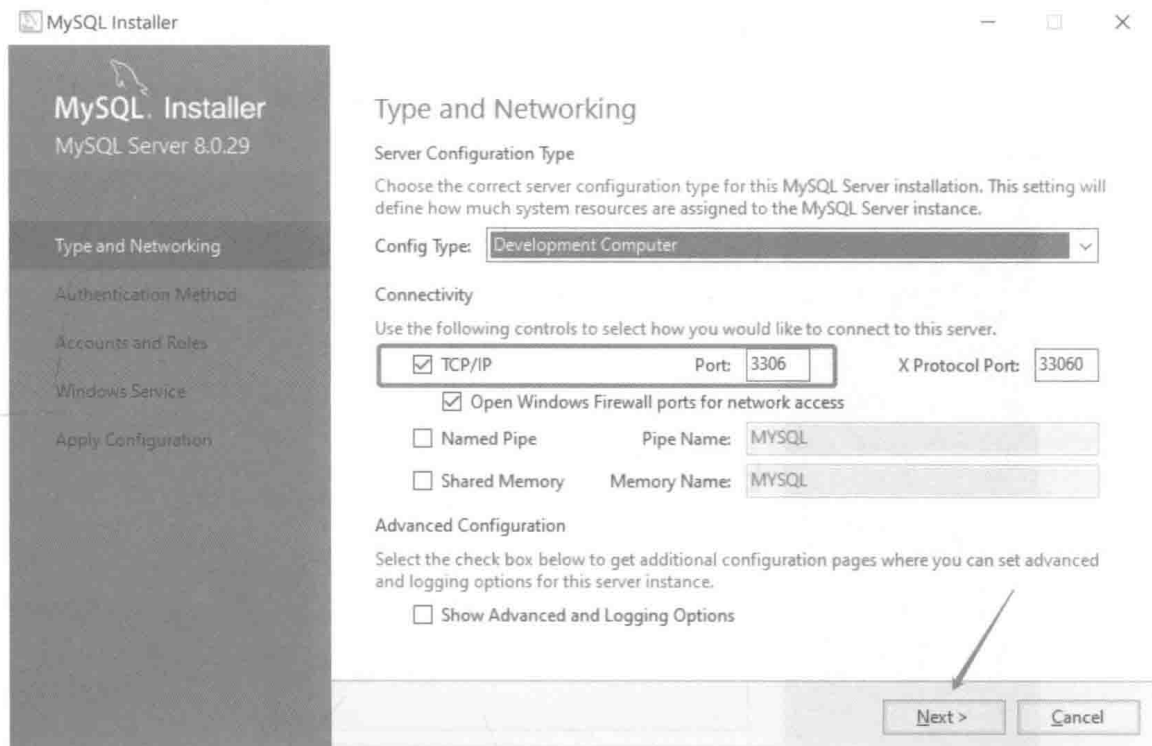 MySQL Installer
MySQL. Installer
MySQL Server 8.0.29
Type and Networking
Authentication Method
Accounts and Roles
Windows Service
Apply Configuration
Type and Networking
Server Configuration Type
Choose the correct server configuration type for this MySQL Server installation. This setting will
define how much system resources are assigned to the MySQL Server instance.
Config Type: Development Computer
Connectivity
Use the following controls to select how you would like to connect to this server.
TCP/IP Port: 3306 X Protocol Port: 33060
Open Windows Firewall ports for network access
Named Pipe Pipe Name: MYSQL
Shared Memory Memory Name: MYSQL
Advanced Configuration
Select the check box below to get additional configuration pages where you can set advanced
and logging options for this server instance.
Show Advanced and Logging Options
Next > Cancel